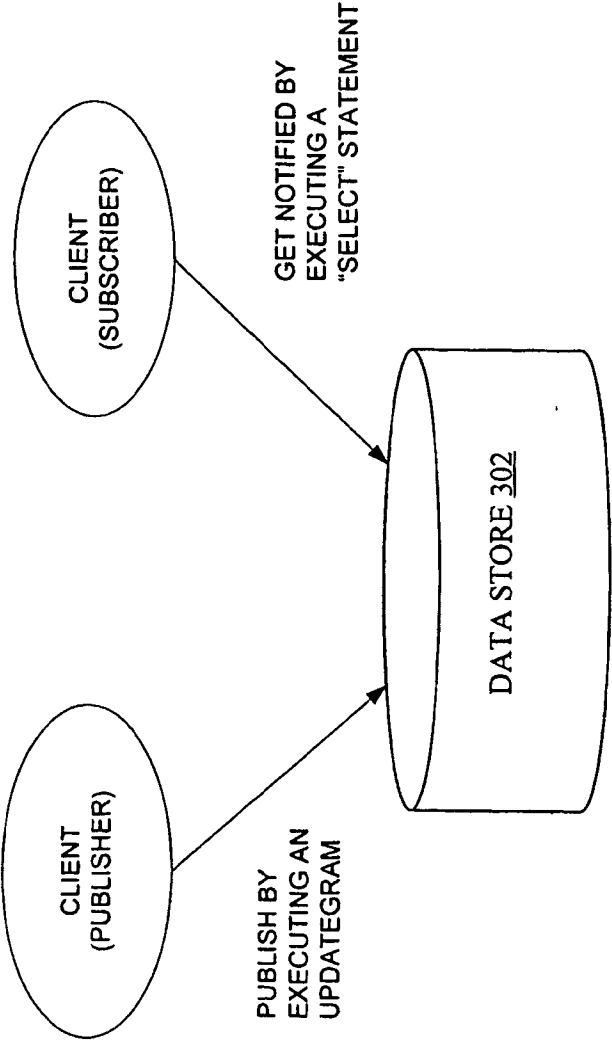 CLIENT
(PUBLISHER)
CLIENT
(SUBSCRIBER)
PUBLISH BY
EXECUTING AN
UPDATEGRAM
GET NOTIFIED BY
EXECUTING A
"SELECT" STATEMENT
DATA STORE 302